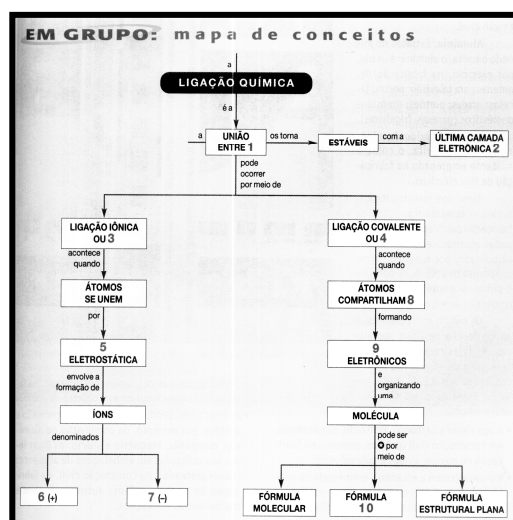 EM GRUPO: mapa de conceitos
a
LIGAÇÃO QUÍMICA
é a
a
UNIÃO
ENTRE 1
os torna
ESTÁVEIS
com a
ÚLTIMA CAMADA
ELETRÔNICA 2
pode
ocorrer
por meio de
LIGAÇÃO IÔNICA
OU 3
acontece
quando
ÁTOMOS
SE UNEM
por
5
ELETROSTÁTICA
envolve a
formação de
ÍONS
denominados
6 (+)
7 (–)
LIGAÇÃO COVALENTE
OU 4
acontece
quando
ÁTOMOS
COMPARTILHAM 8
formando
9
ELETRÔNICOS
e
organizando
uma
MOLÉCULA
pode ser
✪ por
meio de
FÓRMULA
MOLECULAR
FÓRMULA
10
FÓRMULA
ESTRUTURAL PLANA